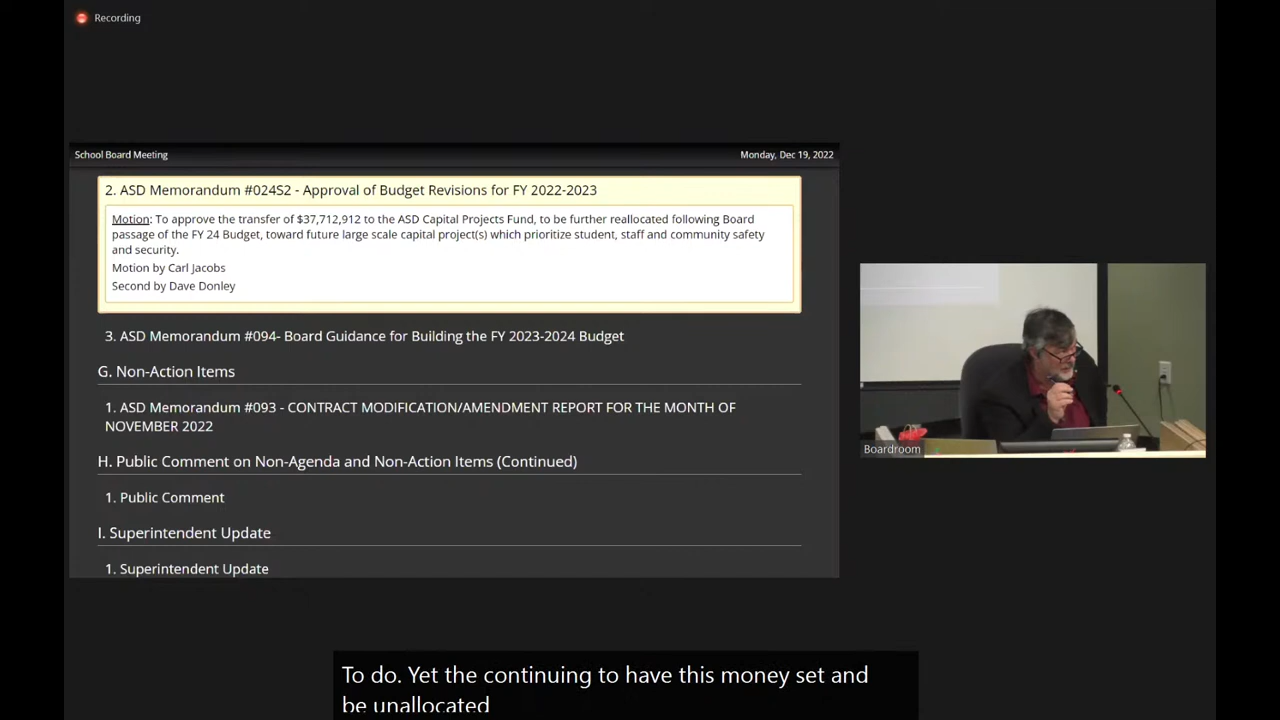 Recording
School Board Meeting
Monday, Dec 19, 2022
2. ASD Memorandum #024S2 - Approval of Budget Revisions for FY 2022-2023
Motion: To approve the transfer of $37,712,912 to the ASD Capital Projects Fund, to be further reallocated following Board
passage of the FY 24 Budget, toward future large scale capital project(s) which prioritize student, staff and community safety
and security.
Motion by Carl Jacobs
Second by Dave Donley
3. ASD Memorandum #094- Board Guidance for Building the FY 2023-2024 Budget
G. Non-Action Items
1. ASD Memorandum #093 - CONTRACT MODIFICATION/AMENDMENT REPORT FOR THE MONTH OF
NOVEMBER 2022
H. Public Comment on Non-Agenda and Non-Action Items (Continued)
1. Public Comment
I. Superintendent Update
1. Superintendent Update
Boardroom
To do. Yet the continuing to have this money set and
be unallocated